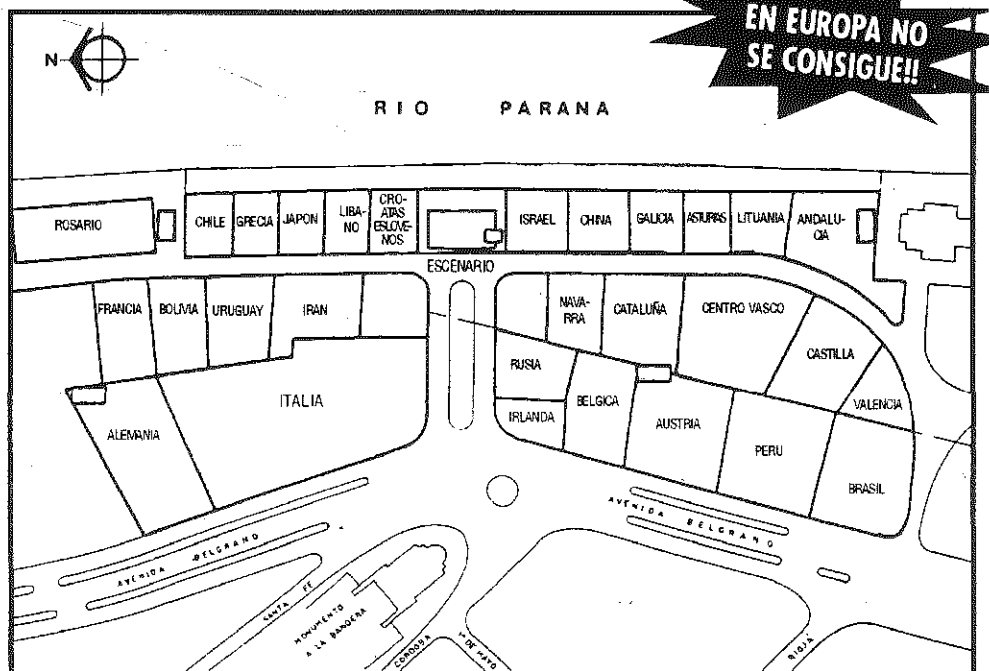 EN EUROPA NO
SE CONSIGUE!!
N
RIO PARANA
ROSARIO
CHILE
GRECIA
JAPON
LIBA-
NO
CRO-
ATAS
ESLOVE-
NOS
ISRAEL
CHINA
GALICIA
ASTURIAS
LITUANIA
ANDALU-
CIA
ESCENARIO
FRANCIA
BOLIVIA
URUGUAY
IRAN
NAVA-
RRA
CATALUÑA
CENTRO VASCO
CASTILLA
VALENCIA
RUSIA
IRLANDA
BELGICA
AUSTRIA
PERU
BRASIL
ITALIA
ALEMANIA
AVENIDA BELGRANO
AVENIDA BELGRANO
SANTA FE
MONUMENTO
A LA BANDERA
CORDOBA
1º DE MAYO
RIOJA